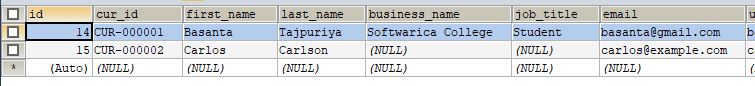 id cur_id first_name last_name business_name job_title email
14 CUR-000001 Basanta Tajpuriya Softwarica College Student basanta@gmail.com
15 CUR-000002 Carlos Carlson (NULL) (NULL) carlos@example.com
* (Auto) (NULL) (NULL) (NULL) (NULL) (NULL) (NULL)